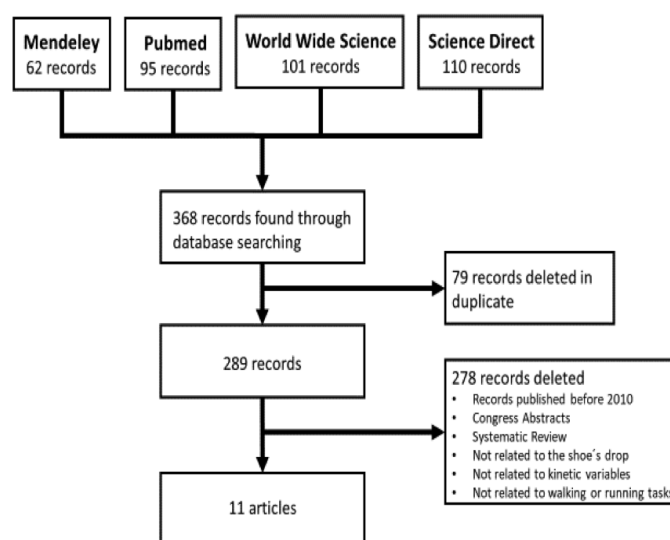 Mendeley
62 records
Pubmed
95 records
World Wide Science
101 records
Science Direct
110 records
368 records found through
database searching
79 records deleted in
duplicate
289 records
278 records deleted
• Records published before 2010
• Congress Abstracts
• Systematic Review
• Not related to the shoe´s drop
• Not related to kinetic variables
• Not related to walking or running tasks
11 articles